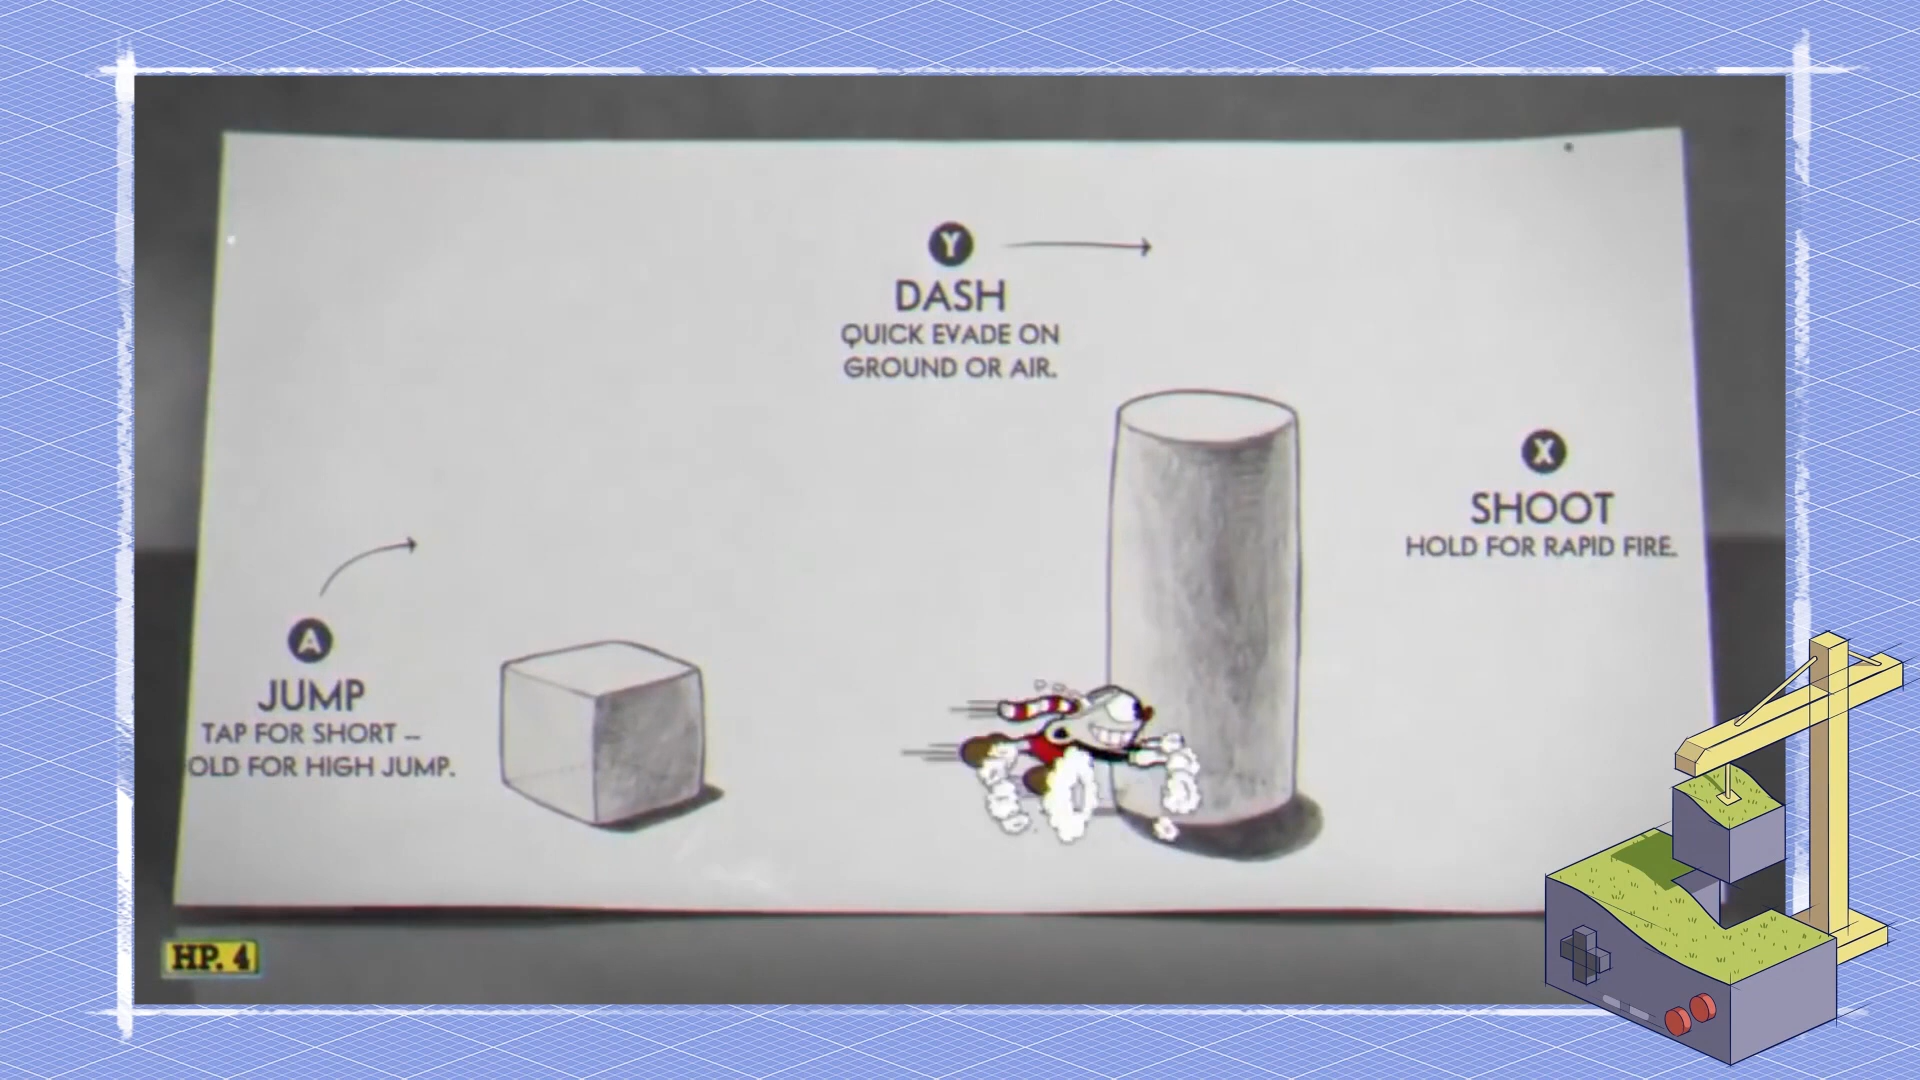 Y
DASH
QUICK EVADE ON
GROUND OR AIR.
X
SHOOT
HOLD FOR RAPID FIRE.
A
JUMP
TAP FOR SHORT --
OLD FOR HIGH JUMP.
HP. 4